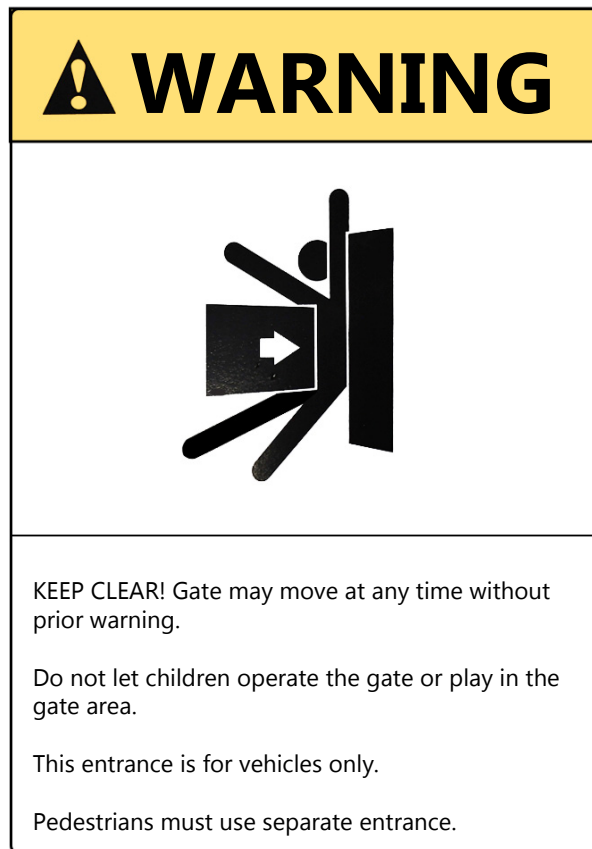 WARNING
KEEP CLEAR! Gate may move at any time without
prior warning.
Do not let children operate the gate or play in the
gate area.
This entrance is for vehicles only.
Pedestrians must use separate entrance.